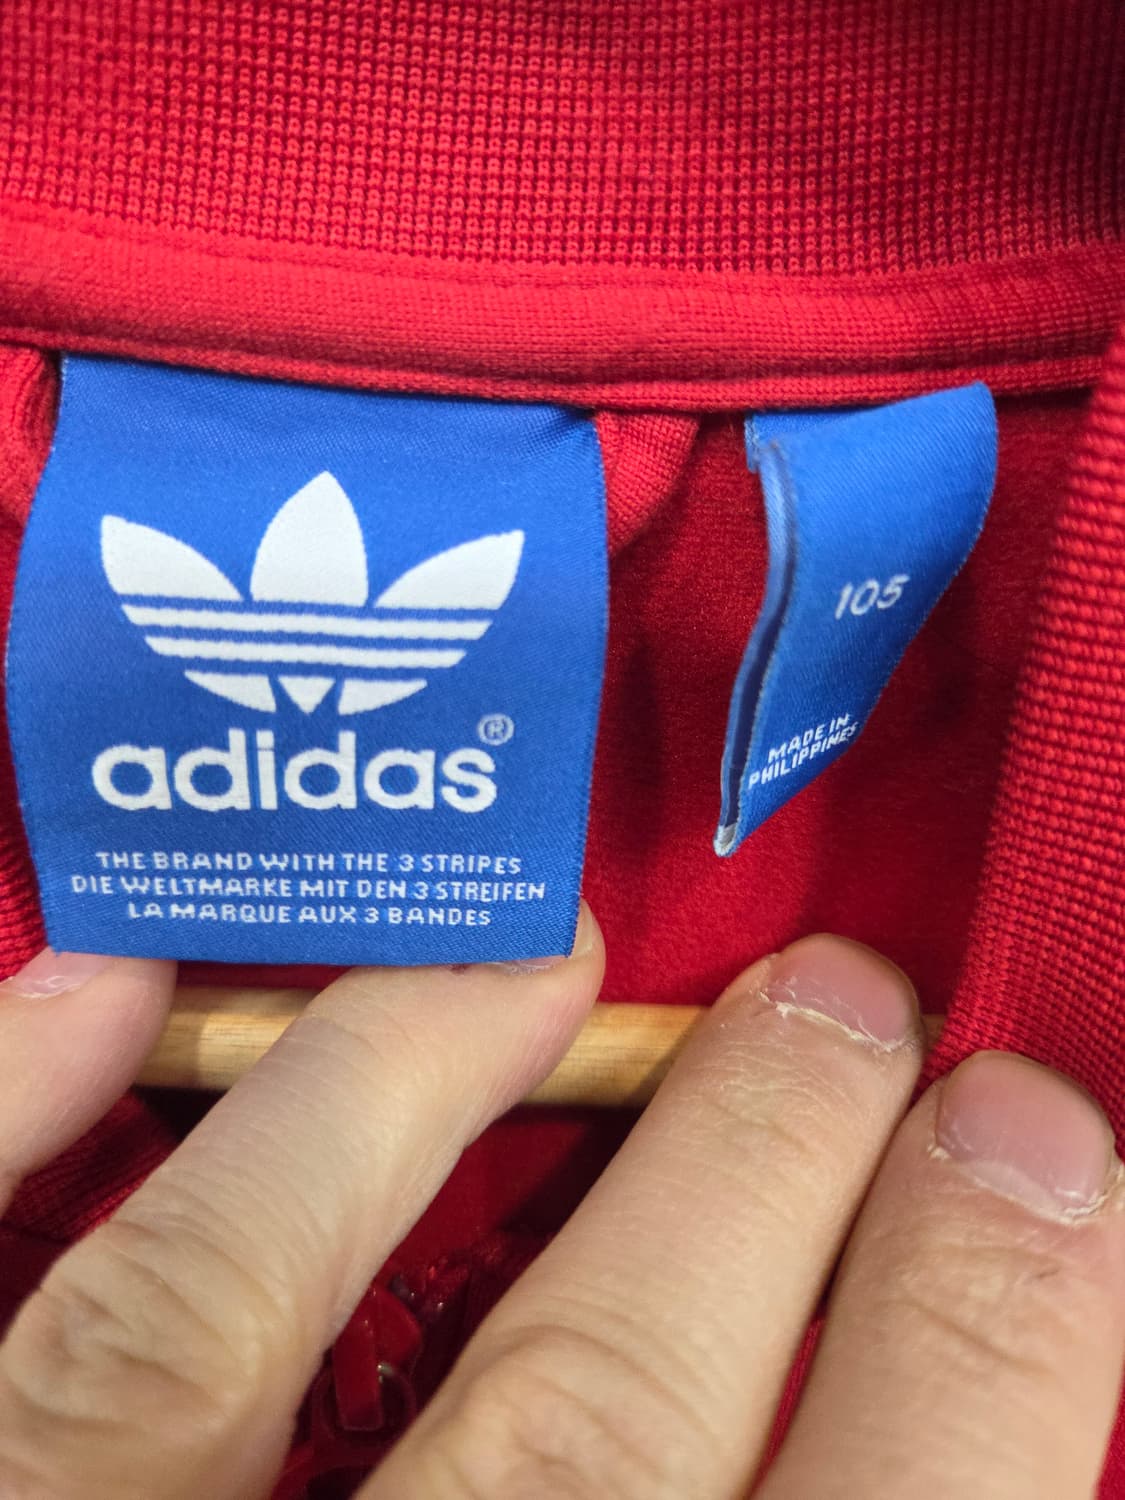 adidas®
THE BRAND WITH THE 3 STRIPES
DIE WELTMARKE MIT DEN 3 STREIFEN
LA MARQUE AUX 3 BANDES
105
MADE IN
PHILIPPINES